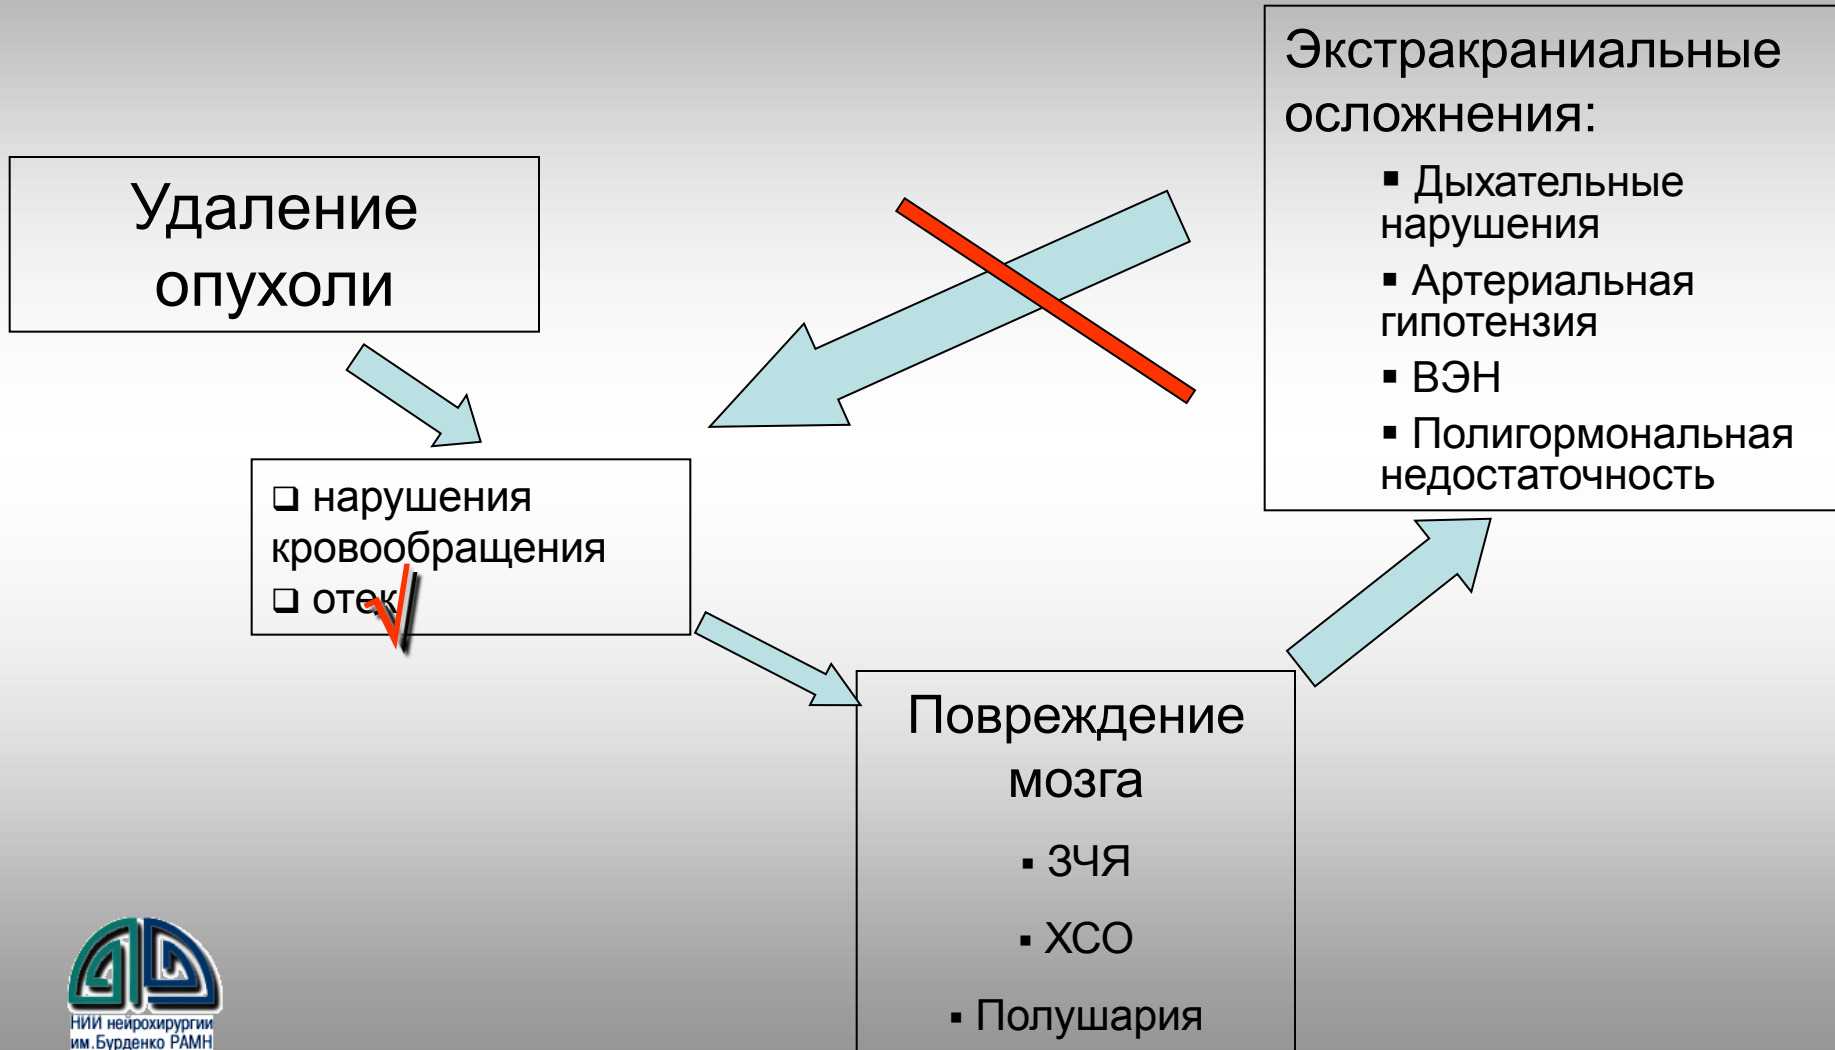 Удаление
опухоли
❑ нарушения
кровообращения
❑ отек
Повреждение
мозга
▪ ЗЧЯ
▪ ХСО
▪ Полушария
Экстракраниальные
осложнения:
▪ Дыхательные
нарушения
▪ Артериальная
гипотензия
▪ ВЭН
▪ Полигормональная
недостаточность
НИИ нейрохирургии
им.Бурденко РАМН